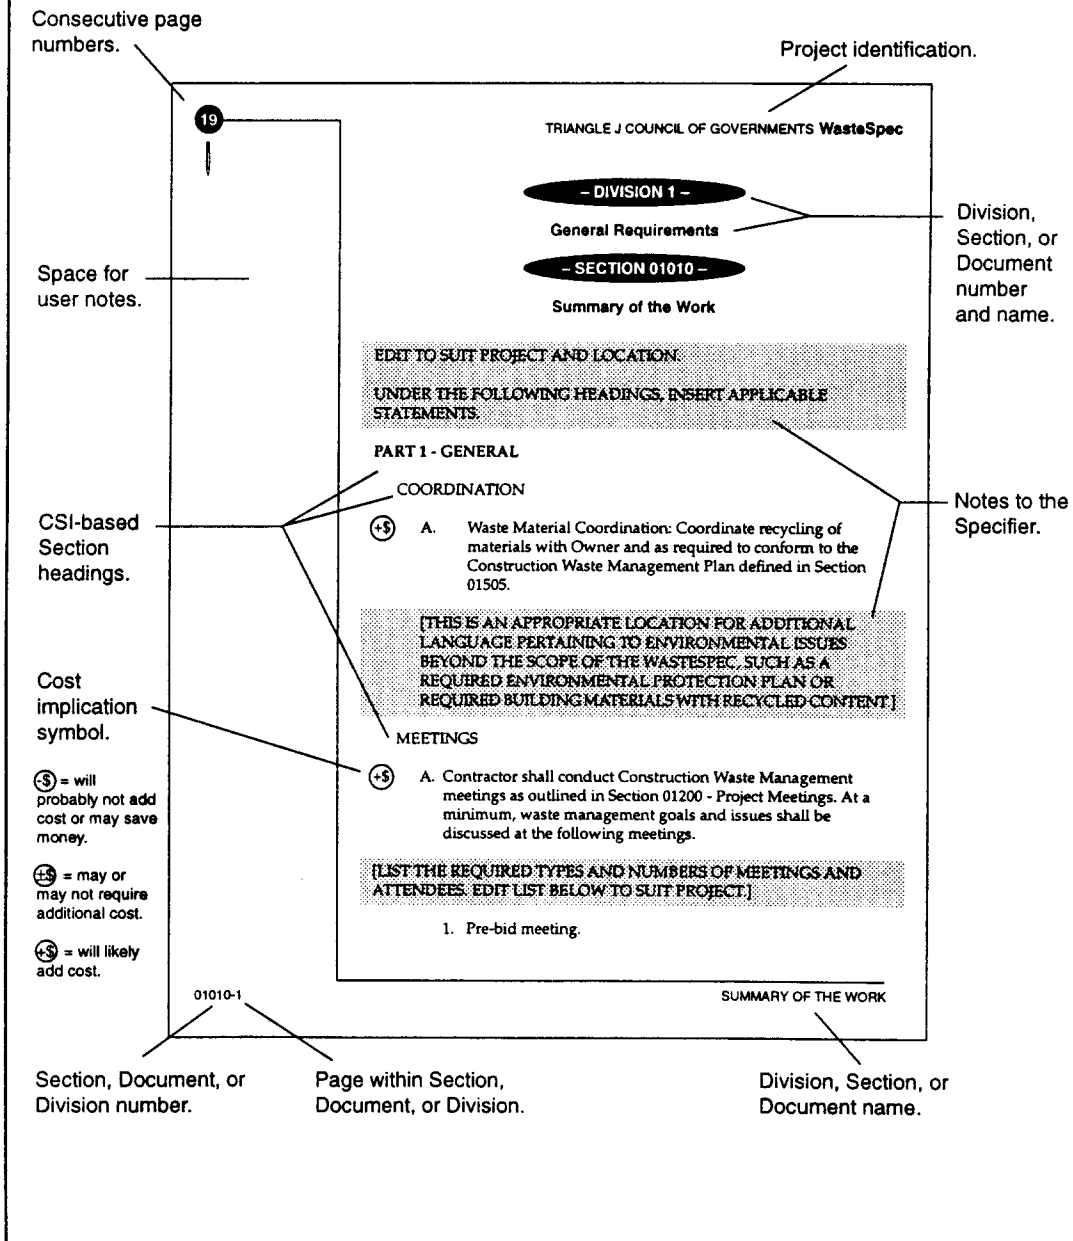 Consecutive page
numbers.
Project identification.
19
TRIANGLE J COUNCIL OF GOVERNMENTS WasteSpec
– DIVISION 1 –
General Requirements
– SECTION 01010 –
Summary of the Work
Division,
Section, or
Document
number
and name.
Space for
user notes.
EDIT TO SUIT PROJECT AND LOCATION.
UNDER THE FOLLOWING HEADINGS, INSERT APPLICABLE
STATEMENTS.
PART 1 - GENERAL
COORDINATION
CSI-based
Section
headings.
Notes to the
Specifier.
+$ A. Waste Material Coordination: Coordinate recycling of
materials with Owner and as required to conform to the
Construction Waste Management Plan defined in Section
01505.
[THIS IS AN APPROPRIATE LOCATION FOR ADDITIONAL
LANGUAGE PERTAINING TO ENVIRONMENTAL ISSUES
BEYOND THE SCOPE OF THE WASTESPEC, SUCH AS A
REQUIRED ENVIRONMENTAL PROTECTION PLAN OR
REQUIRED BUILDING MATERIALS WITH RECYCLED CONTENT.]
Cost
implication
symbol.
MEETINGS
+$ A. Contractor shall conduct Construction Waste Management
meetings as outlined in Section 01200 - Project Meetings. At a
minimum, waste management goals and issues shall be
discussed at the following meetings.
-$ = will
probably not add
cost or may save
money.
±$ = may or
may not require
additional cost.
+$ = will likely
add cost.
[LIST THE REQUIRED TYPES AND NUMBERS OF MEETINGS AND
ATTENDEES. EDIT LIST BELOW TO SUIT PROJECT.]
1. Pre-bid meeting.
01010-1
SUMMARY OF THE WORK
Section, Document, or
Division number.
Page within Section,
Document, or Division.
Division, Section, or
Document name.